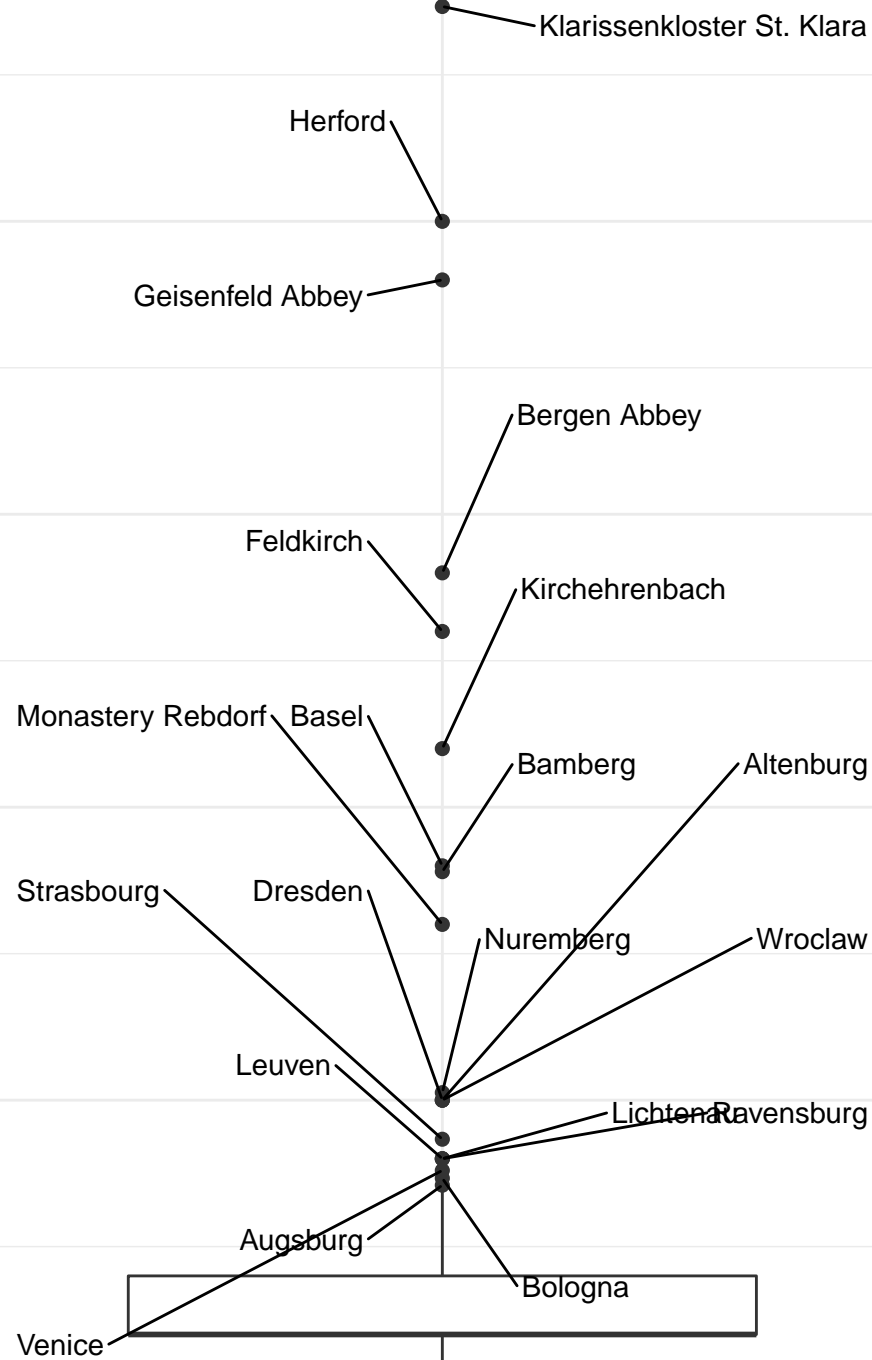 Klarissenkloster St. Klara
Herford
Geisenfeld Abbey
Bergen Abbey
Feldkirch
Kirchehrenbach
Monastery Rebdorf
Basel
Bamberg
Altenburg
Strasbourg
Dresden
Nuremberg
Wroclaw
Leuven
Lichtenau
Ravensburg
Augsburg
Bologna
Venice